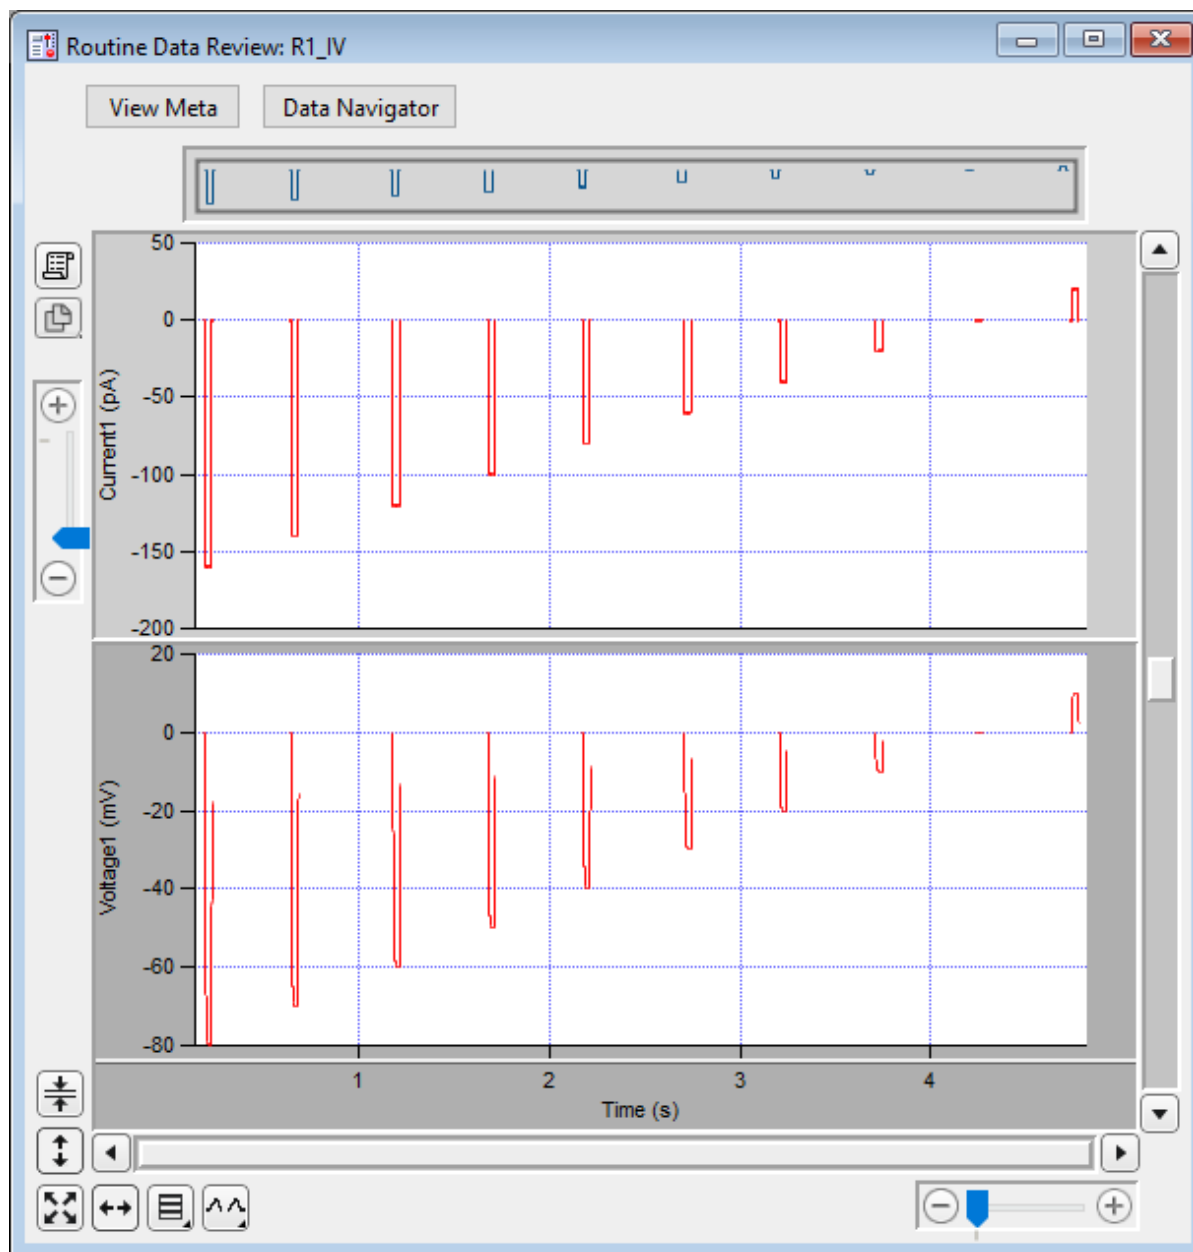 Routine Data Review: R1_IV
View Meta
Data Navigator
50
0
-50
-100
-150
-200
Current1 (pA)
20
0
-20
-40
-60
-80
Voltage1 (mV)
1 2 3 4
Time (s)